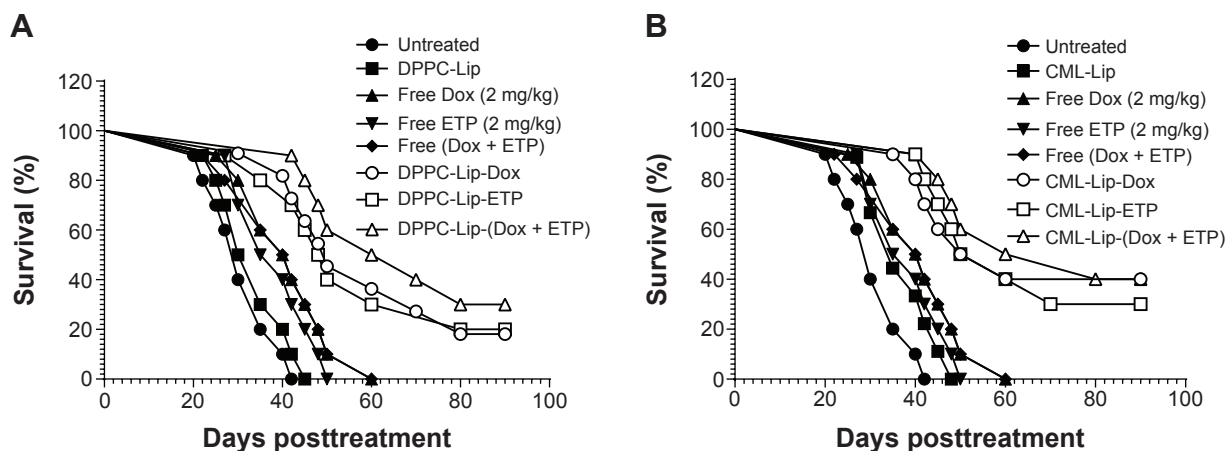 A
Untreated
DPPC-Lip
Free Dox (2 mg/kg)
Free ETP (2 mg/kg)
Free (Dox + ETP)
DPPC-Lip-Dox
DPPC-Lip-ETP
DPPC-Lip-(Dox + ETP)
120
100
80
60
40
20
0
Survival (%)
0 20 40 60 80 100
Days posttreatment
B
Untreated
CML-Lip
Free Dox (2 mg/kg)
Free ETP (2 mg/kg)
Free (Dox + ETP)
CML-Lip-Dox
CML-Lip-ETP
CML-Lip-(Dox + ETP)
120
100
80
60
40
20
0
Survival (%)
0 20 40 60 80 100
Days posttreatment